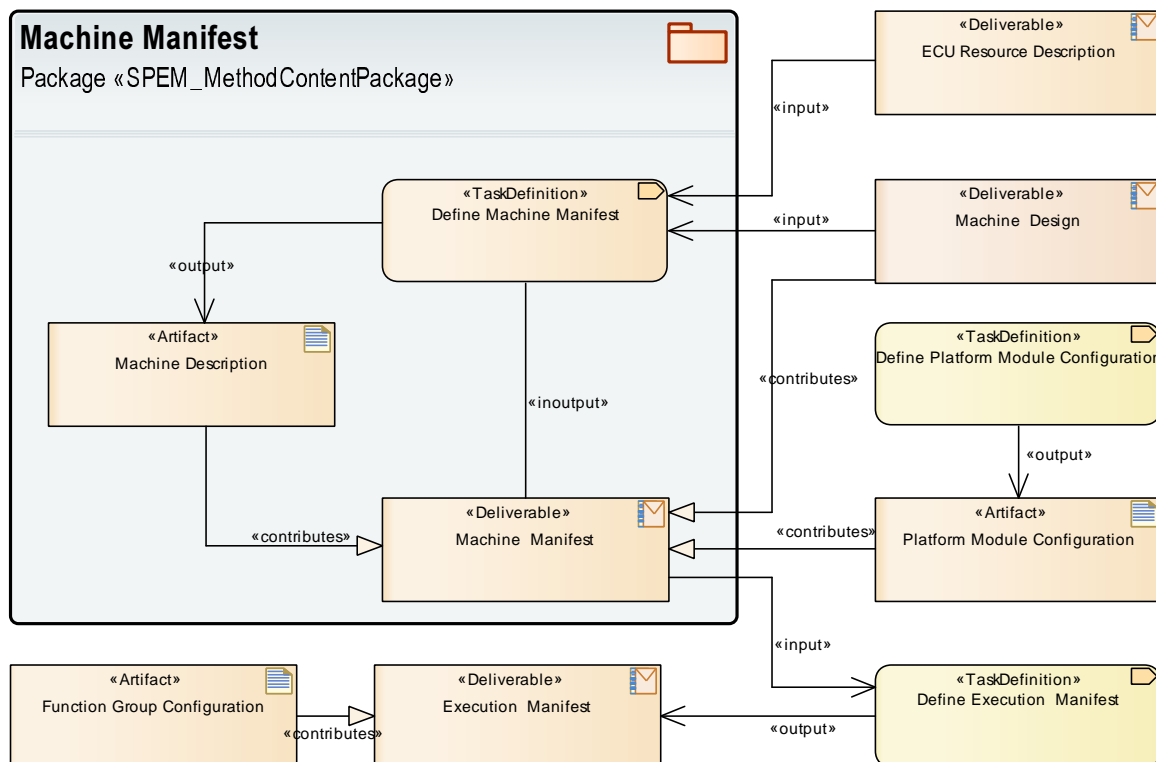 Machine Manifest
Package «SPEM_MethodContentPackage»
«Deliverable»
ECU Resource Description
«input»
«TaskDefinition»
Define Machine Manifest
«Deliverable»
Machine Design
«input»
«output»
«Artifact»
Machine Description
«TaskDefinition»
Define Platform Module Configuration
«contributes»
«inoutput»
«output»
«Deliverable»
Machine Manifest
«Artifact»
Platform Module Configuration
«contributes»
«contributes»
«input»
«Artifact»
Function Group Configuration
«Deliverable»
Execution Manifest
«TaskDefinition»
Define Execution Manifest
«contributes»
«output»